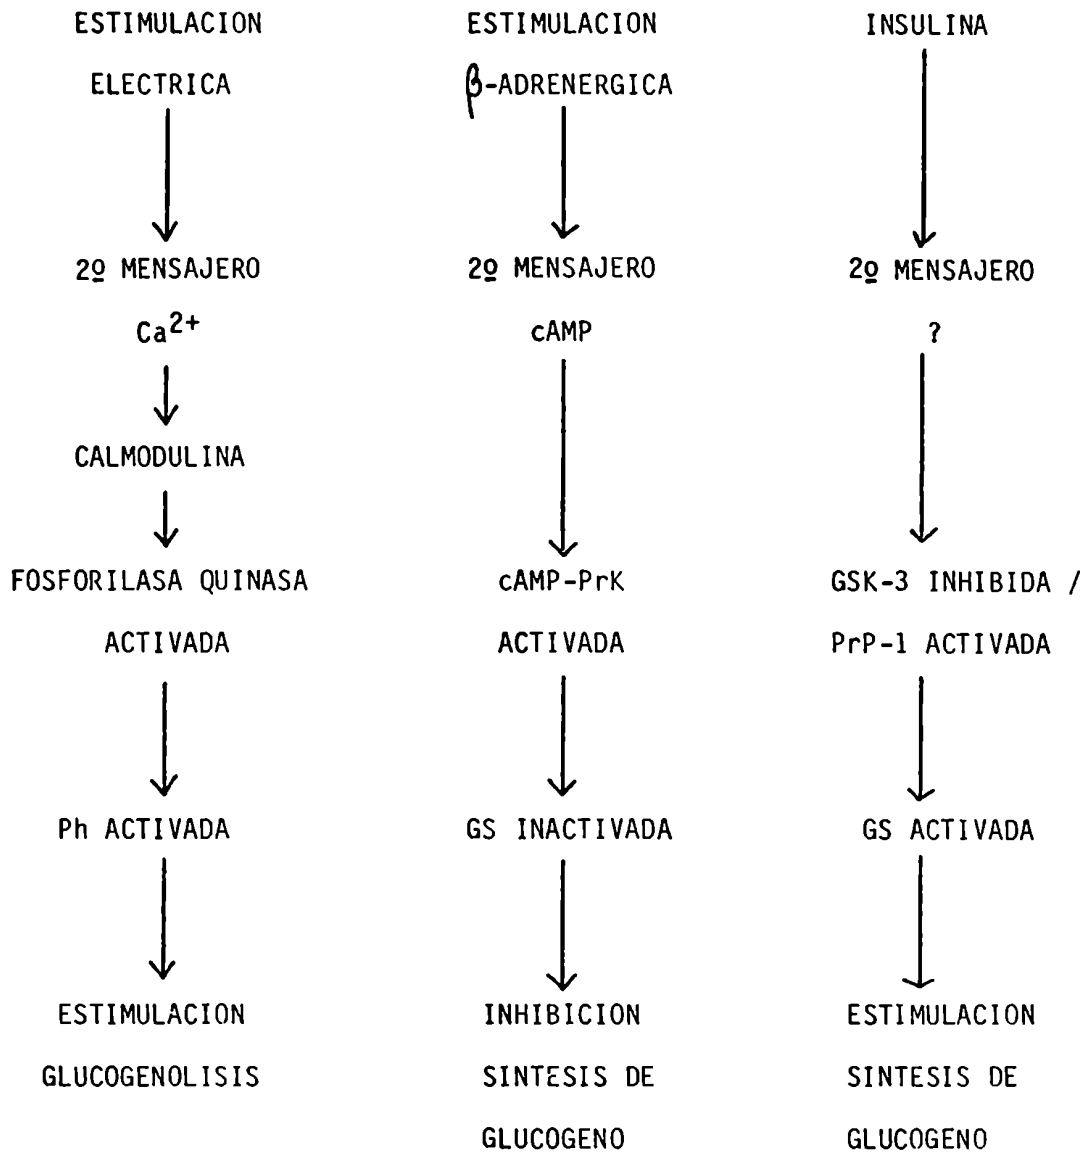 ESTIMULACION
ELECTRICA
2º MENSAJERO
Ca2+
CALMODULINA
FOSFORILASA QUINASA
ACTIVADA
Ph ACTIVADA
ESTIMULACION
GLUCOGENOLISIS
ESTIMULACION
β-ADRENERGICA
2º MENSAJERO
cAMP
cAMP-PrK
ACTIVADA
GS INACTIVADA
INHIBICION
SINTESIS DE
GLUCOGENO
INSULINA
2º MENSAJERO
?
GSK-3 INHIBIDA /
PrP-1 ACTIVADA
GS ACTIVADA
ESTIMULACION
SINTESIS DE
GLUCOGENO